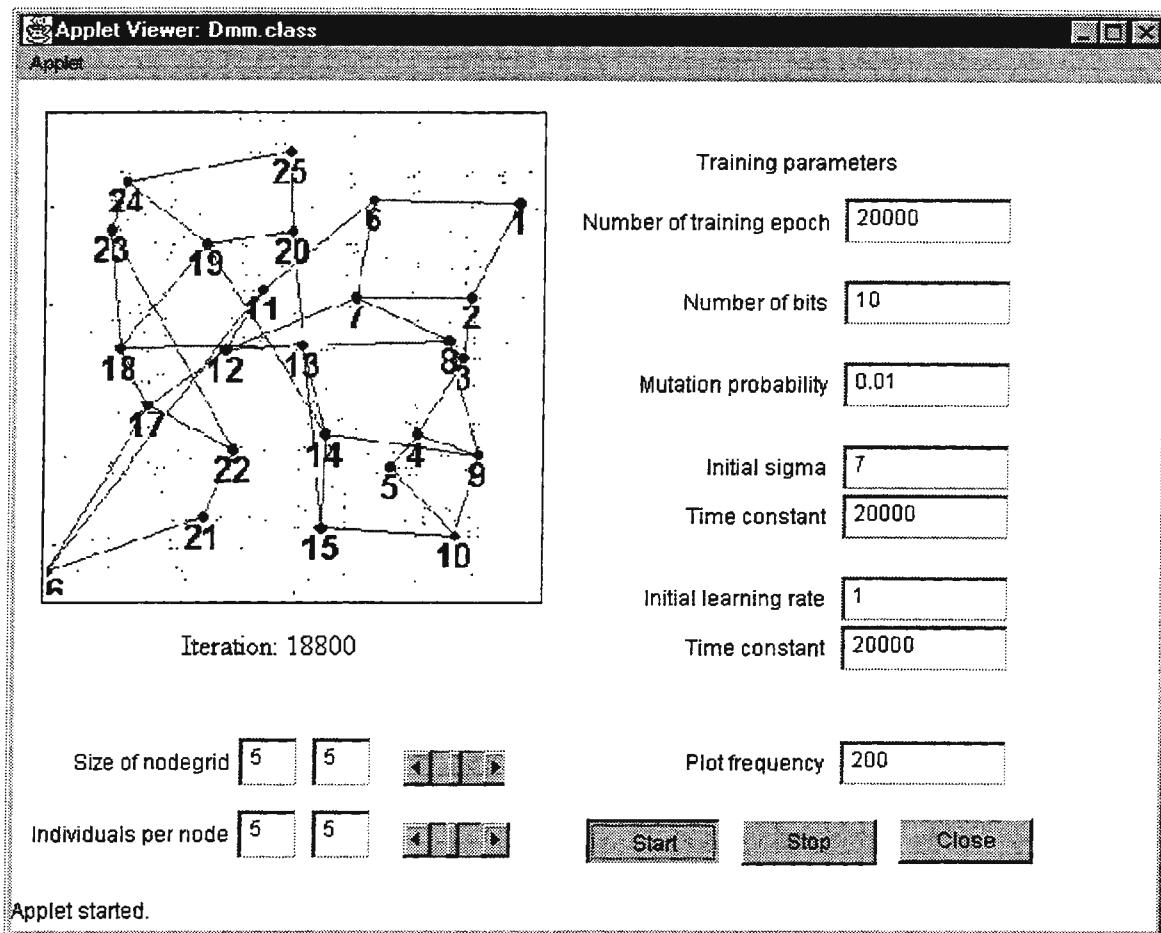 Applet Viewer: Dmm.class
Applet
25
24
6
1
23
19
20
11
7
2
18
12
13
8
3
17
14
4
9
22
5
21
15
10
6
Iteration: 18800
Size of nodegrid 5 5
Individuals per node 5 5
Training parameters
Number of training epoch 20000
Number of bits 10
Mutation probability 0.01
Initial sigma 7
Time constant 20000
Initial learning rate 1
Time constant 20000
Plot frequency 200
Start Stop Close
Applet started.